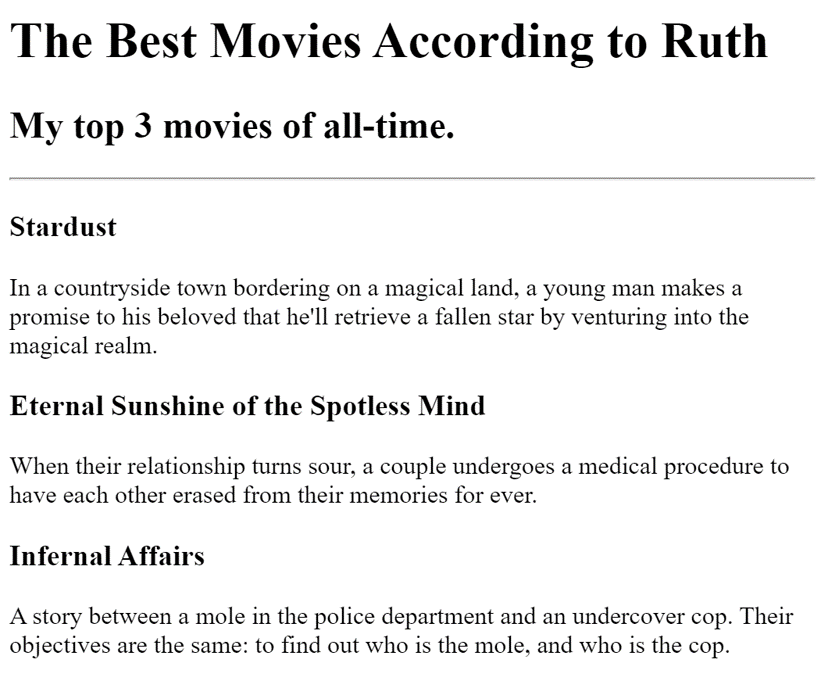 The Best Movies According to Ruth
My top 3 movies of all-time.
Stardust
In a countryside town bordering on a magical land, a young man makes a
promise to his beloved that he'll retrieve a fallen star by venturing into the
magical realm.
Eternal Sunshine of the Spotless Mind
When their relationship turns sour, a couple undergoes a medical procedure to
have each other erased from their memories for ever.
Infernal Affairs
A story between a mole in the police department and an undercover cop. Their
objectives are the same: to find out who is the mole, and who is the cop.